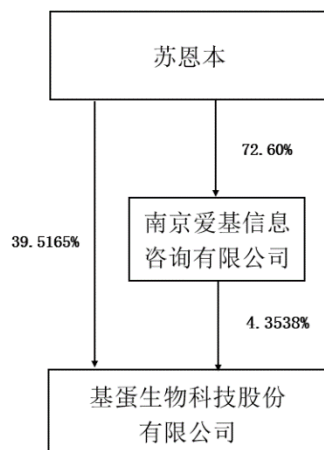 苏恩本
72.60%
南京爱基信息
咨询有限公司
39.5165%
4.3538%
基蛋生物科技股份
有限公司